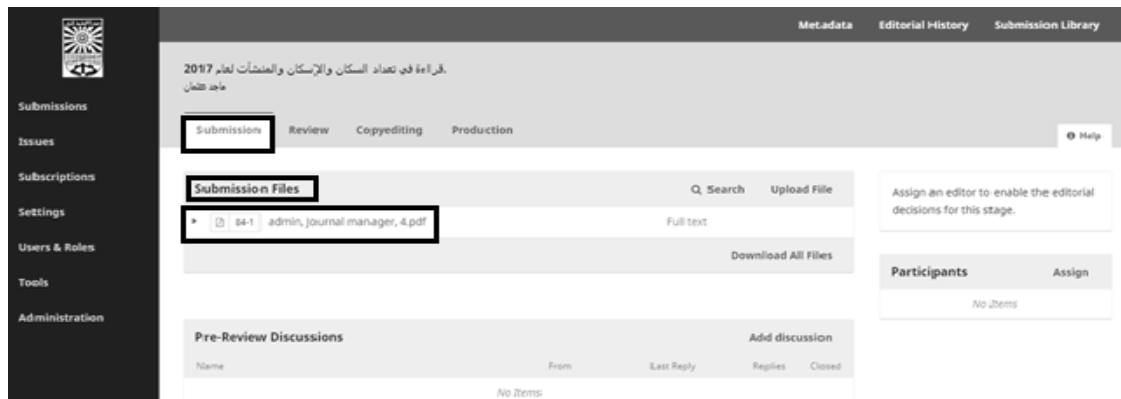 Metadata Editorial History Submission Library
قراءة في تعداد السكان والإسكان والمنشآت لعام 2017.
ماجد عثمان
Submissions
Issues
Subscriptions
Settings
Users & Roles
Tools
Administration
Submission Review Copyediting Production
Help
Submission Files
Search Upload File
84-1 admin, Journal manager, 4.pdf
Full text
Download All Files
Assign an editor to enable the editorial
decisions for this stage.
Participants Assign
No Items
Pre-Review Discussions
Add discussion
Name From Last Reply Replies Closed
No Items